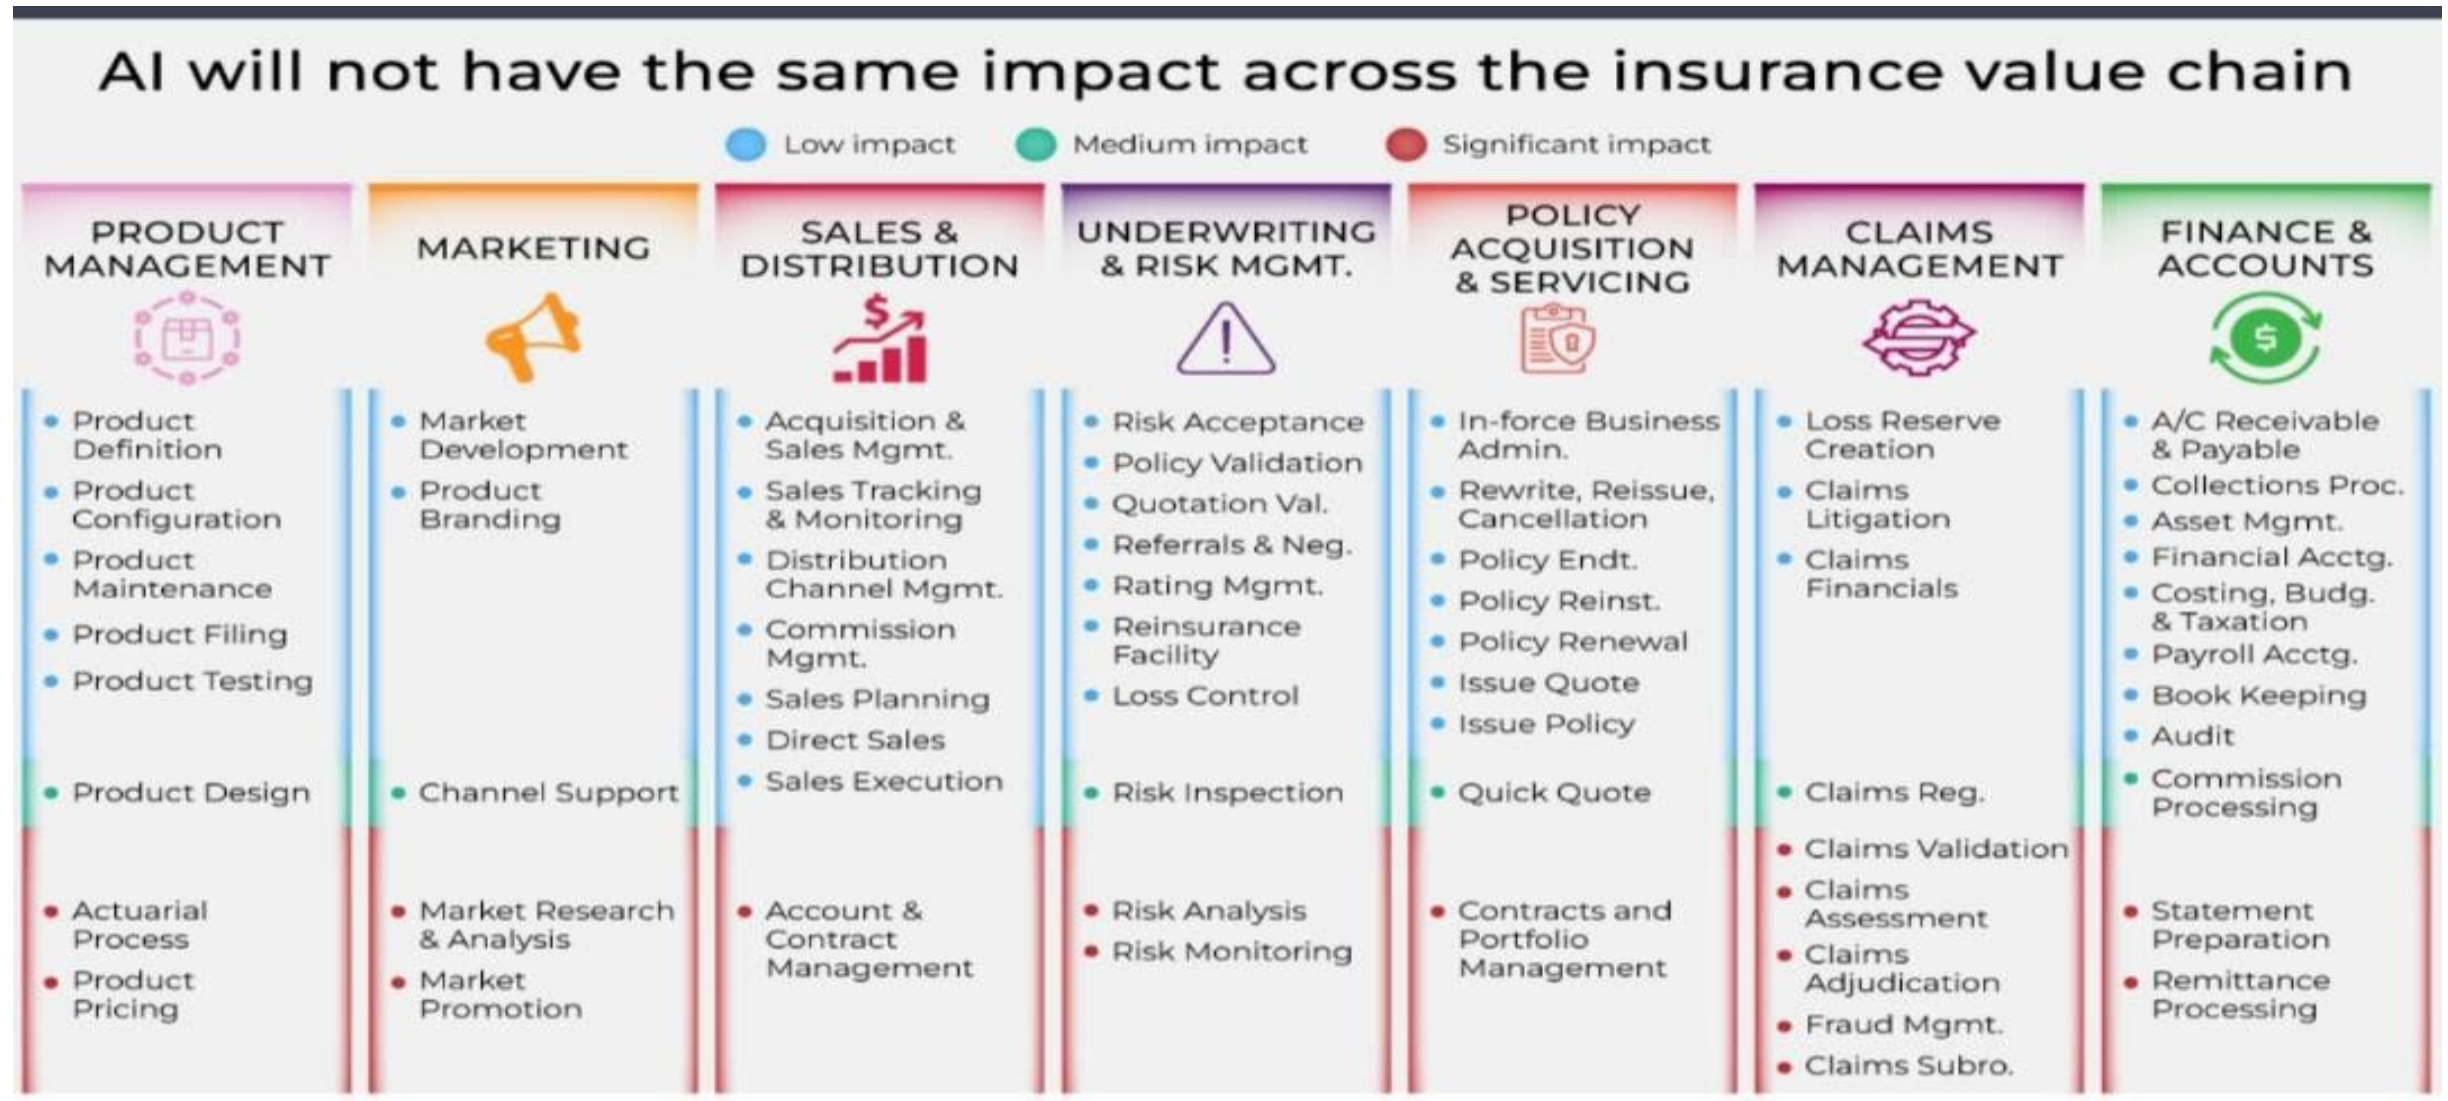 AI will not have the same impact across the insurance value chain
Low impact
Medium impact
Significant impact
PRODUCT
MANAGEMENT
• Product
Definition
• Product
Configuration
• Product
Maintenance
• Product Filing
• Product Testing
• Product Design
• Actuarial
Process
• Product
Pricing
MARKETING
• Market
Development
• Product
Branding
• Channel Support
• Market Research
& Analysis
• Market
Promotion
SALES &
DISTRIBUTION
$
• Acquisition &
Sales Mgmt.
• Sales Tracking
& Monitoring
• Distribution
Channel Mgmt.
• Commission
Mgmt.
• Sales Planning
• Direct Sales
• Sales Execution
• Account &
Contract
Management
UNDERWRITING
& RISK MGMT.
!
• Risk Acceptance
• Policy Validation
• Quotation Val.
• Referrals & Neg.
• Rating Mgmt.
• Reinsurance
Facility
• Loss Control
• Risk Inspection
• Risk Analysis
• Risk Monitoring
POLICY
ACQUISITION
& SERVICING
• In-force Business
Admin.
• Rewrite, Reissue,
Cancellation
• Policy Endt.
• Policy Reinst.
• Policy Renewal
• Issue Quote
• Issue Policy
• Quick Quote
• Contracts and
Portfolio
Management
CLAIMS
MANAGEMENT
• Loss Reserve
Creation
• Claims
Litigation
• Claims
Financials
• Claims Reg.
• Claims Validation
• Claims
Assessment
• Claims
Adjudication
• Fraud Mgmt.
• Claims Subro.
FINANCE &
ACCOUNTS
$
• A/C Receivable
& Payable
• Collections Proc.
• Asset Mgmt.
• Financial Acctg.
• Costing, Budg.
& Taxation
• Payroll Acctg.
• Book Keeping
• Audit
• Commission
Processing
• Statement
Preparation
• Remittance
Processing